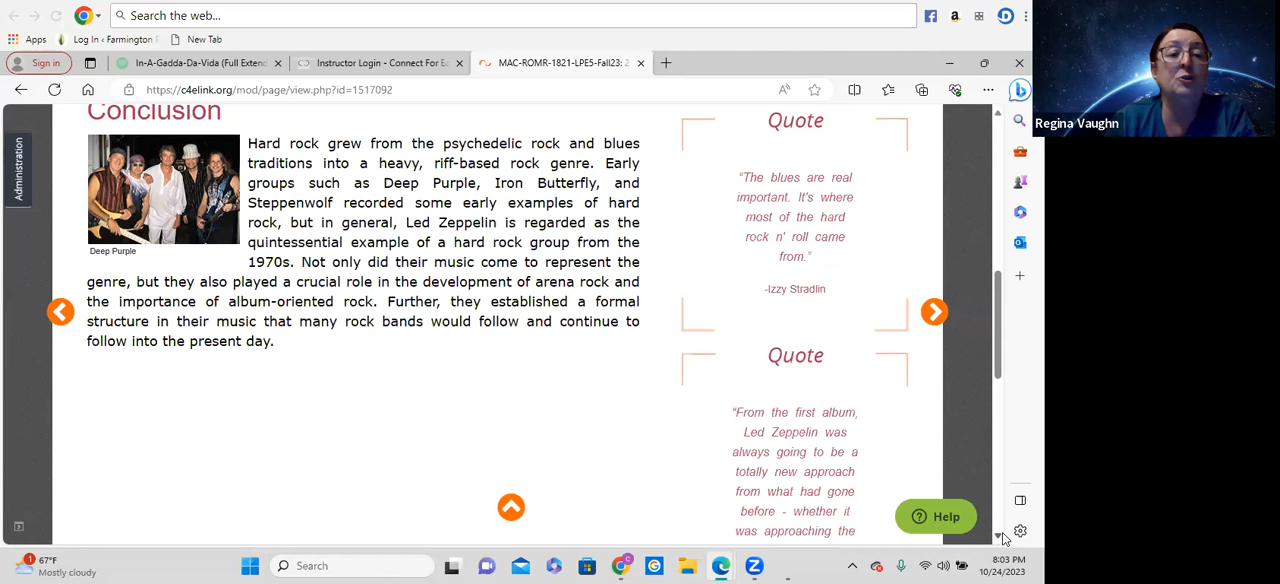 Search the web...
Apps
Log In ‹ Farmington
New Tab
Sign in
In-A-Gadda-Da-Vida (Full Extend
Instructor Login - Connect For E
MAC-ROMR-1821-LPE5-Fall23: 2
https://c4elink.org/mod/page/view.php?id=1517092
Regina Vaughn
Administration
Conclusion
Hard rock grew from the psychedelic rock and blues
traditions into a heavy, riff-based rock genre. Early
groups such as Deep Purple, Iron Butterfly, and
Steppenwolf recorded some early examples of hard
rock, but in general, Led Zeppelin is regarded as the
quintessential example of a hard rock group from the
1970s. Not only did their music come to represent the
genre, but they also played a crucial role in the development of arena rock and
the importance of album-oriented rock. Further, they established a formal
structure in their music that many rock bands would follow and continue to
follow into the present day.
Deep Purple
Quote
“The blues are real
important. It's where
most of the hard
rock n' roll came
from.”
-Izzy Stradlin
Quote
“From the first album,
Led Zeppelin was
always going to be a
totally new approach
from what had gone
before - whether it
was approaching the
Help
67°F
Mostly cloudy
Search
8:03 PM
10/24/2023